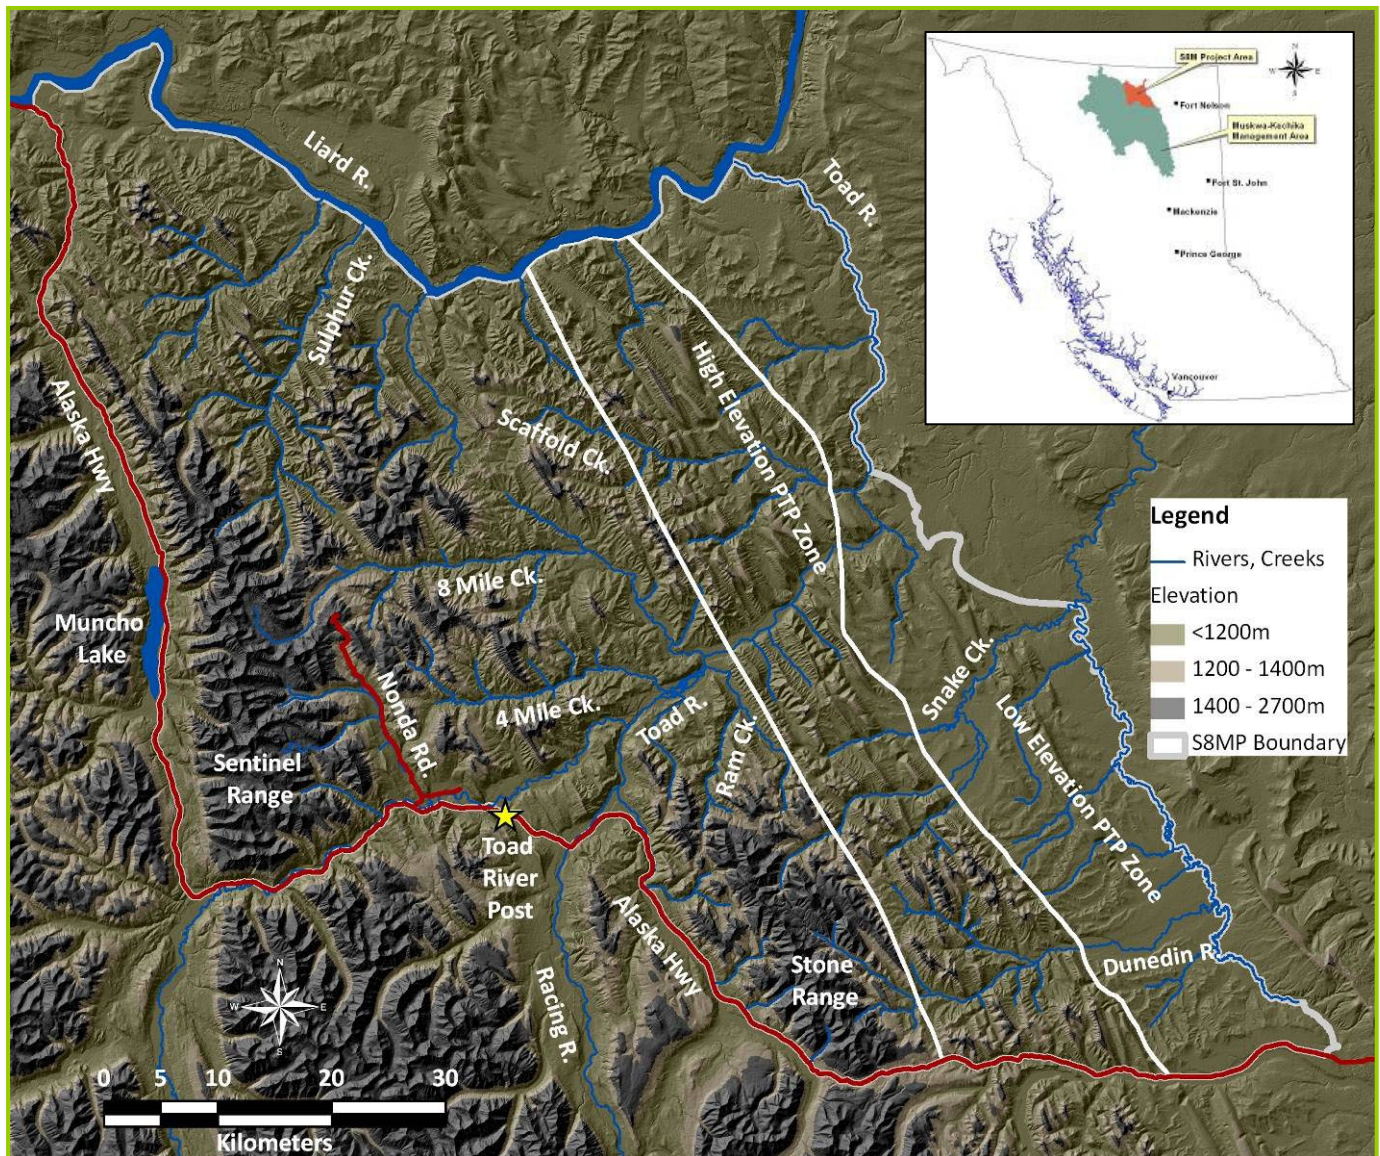 Liard R.
Toad R.
Sulphur Ck.
Alaska Hwy
High Elevation PTP Zone
Scaffold Ck.
8 Mile Ck.
Muncho
Lake
Nonda Rd.
4 Mile Ck.
Toad R.
Ram Ck.
Snake Ck.
Low Elevation PTP Zone
Sentinel
Range
Toad
River
Post
Alaska Hwy
Racing R.
Stone
Range
Dunedin R
N
W
E
S
0 5 10 20 30
Kilometers
S8M Project Area
N
W
E
S
Fort Nelson
Muskwa-Kechika
Management Area
Fort St. John
Mackenzie
Prince George
Vancouver
Legend
Rivers, Creeks
Elevation
<1200m
1200 - 1400m
1400 - 2700m
S8MP Boundary